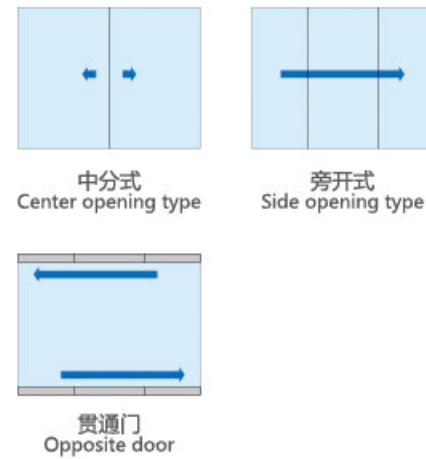 中分式
Center opening type
旁开式
Side opening type
贯通门
Opposite door